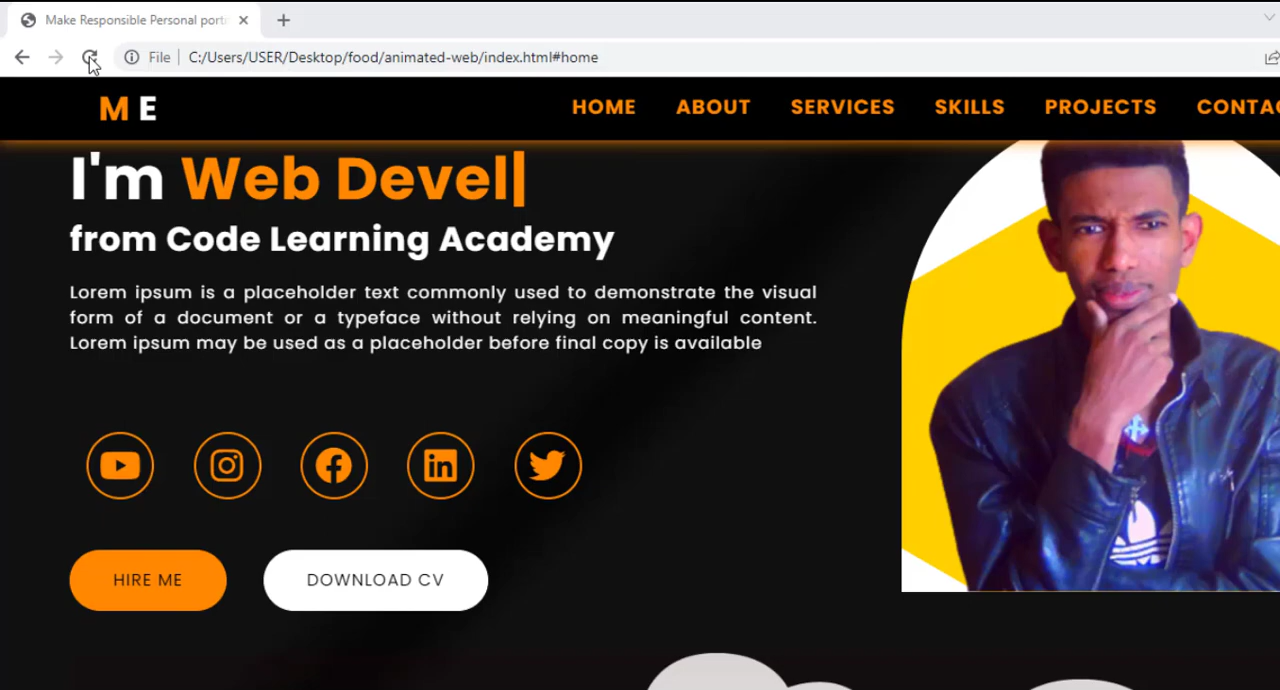 Make Responsible Personal porti
File C:/Users/USER/Desktop/food/animated-web/index.html#home
M E HOME ABOUT SERVICES SKILLS PROJECTS CONTAC
I'm Web Devel|
from Code Learning Academy
Lorem ipsum is a placeholder text commonly used to demonstrate the visual
form of a document or a typeface without relying on meaningful content.
Lorem ipsum may be used as a placeholder before final copy is available
in
HIRE ME DOWNLOAD CV